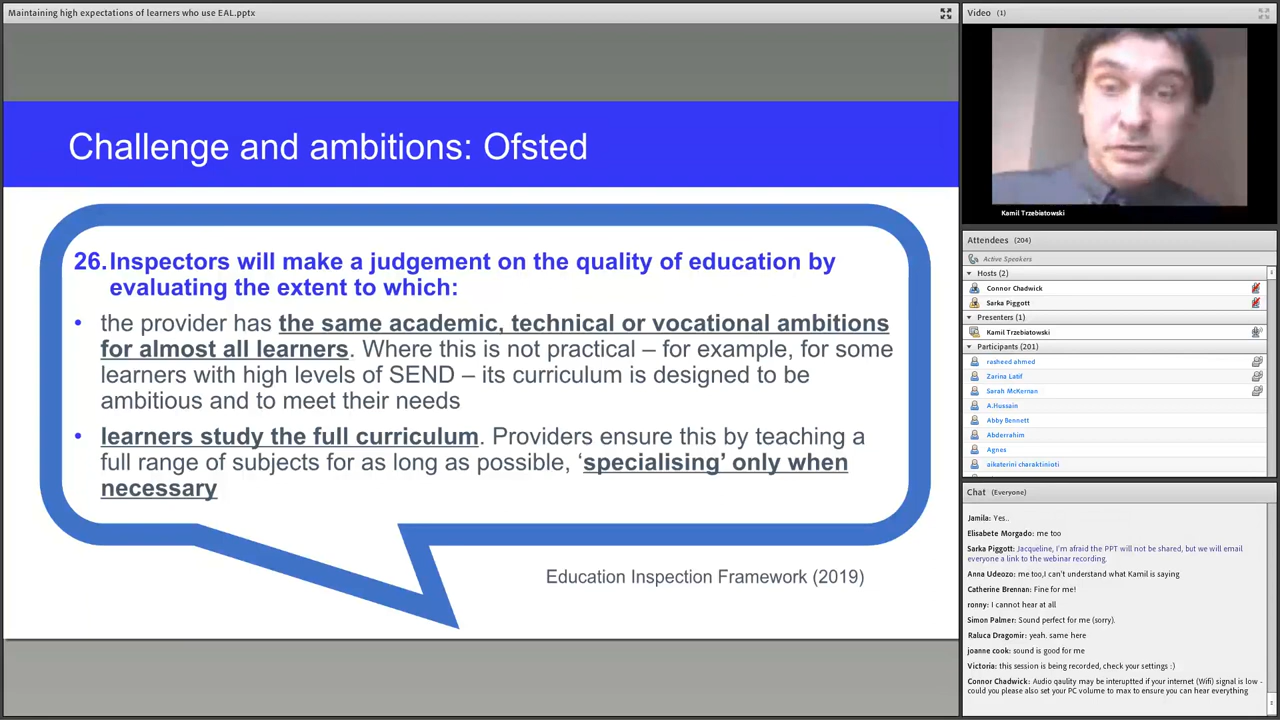 Maintaining high expectations of learners who use EAL.pptx
Challenge and ambitions: Ofsted
26. Inspectors will make a judgement on the quality of education by
evaluating the extent to which:
• the provider has the same academic, technical or vocational ambitions
for almost all learners. Where this is not practical – for example, for some
learners with high levels of SEND – its curriculum is designed to be
ambitious and to meet their needs
• learners study the full curriculum. Providers ensure this by teaching a
full range of subjects for as long as possible, ‘specialising’ only when
necessary
Education Inspection Framework (2019)
Video (1)
Kamil Trzebiatowski
Attendees (204)
Active Speakers
Hosts (2)
Connor Chadwick
Sarka Piggott
Presenters (1)
Kamil Trzebiatowski
Participants (201)
rasheed ahmed
Zarina Latif
Sarah McKernan
A.Hussain
Abby Bennett
Abderrahim
Agnes
aikaterini charaktinioti
Chat (Everyone)
Jamila: Yes..
Elisabete Morgado: me too
Sarka Piggott: Jacqueline, I'm afraid the PPT will not be shared, but we will email
everyone a link to the webinar recording.
Anna Udeozo: me too,I can't understand what Kamil is saying
Catherine Brennan: Fine for me!
ronny: I cannot hear at all
Simon Palmer: Sound perfect for me (sorry).
Raluca Dragomir: yeah, same here
joanne cook: sound is good for me
Victoria: this session is being recorded, check your settings :)
Connor Chadwick: Audio qaulity may be interuptted if your internet (Wifi) signal is low -
could you please also set your PC volume to max to ensure you can hear everything